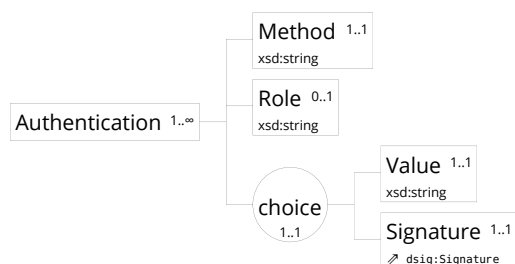 Method 1..1
xsd:string
Role 0..1
xsd:string
Authentication 1..∞
choice
1..1
Value 1..1
xsd:string
Signature 1..1
⇗ dsig:Signature